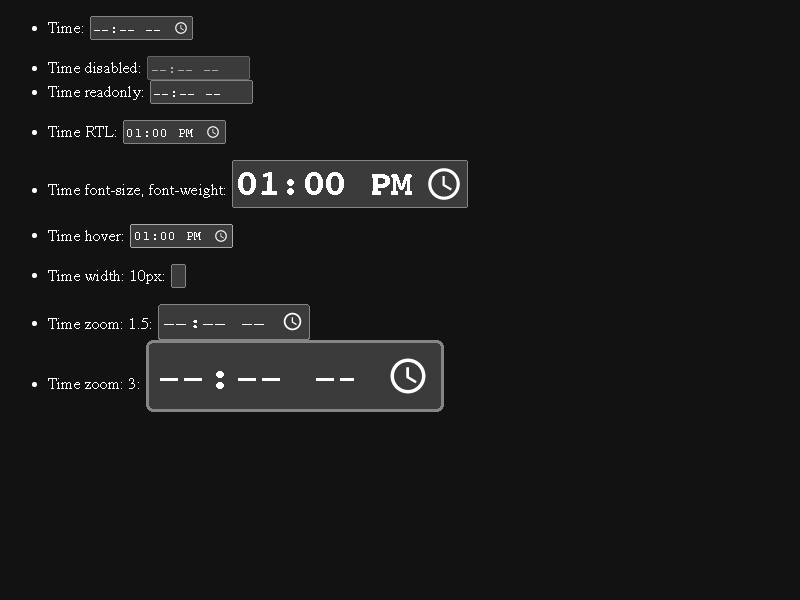 Time: --:-- --
Time disabled: --:-- --
Time readonly: --:-- --
Time RTL: 01:00 PM
Time font-size, font-weight: 01:00 PM
Time hover: 01:00 PM
Time width: 10px:
Time zoom: 1.5: --:-- --
Time zoom: 3: --:-- --